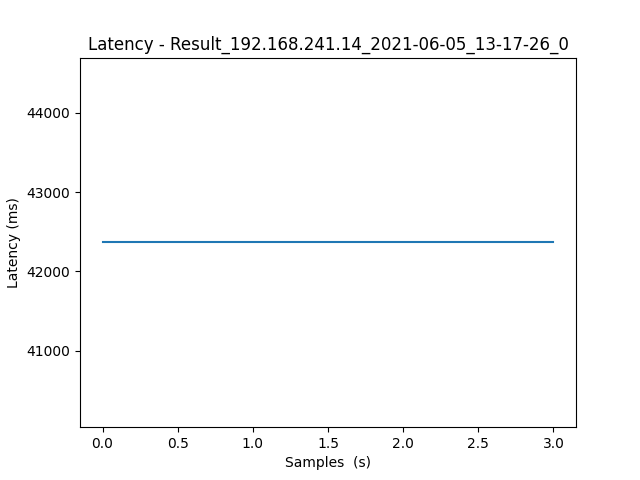 Latency - Result_192.168.241.14_2021-06-05_13-17-26_0
44000
43000
42000
41000
Latency (ms)
0.0 0.5 1.0 1.5 2.0 2.5 3.0
Samples  (s)